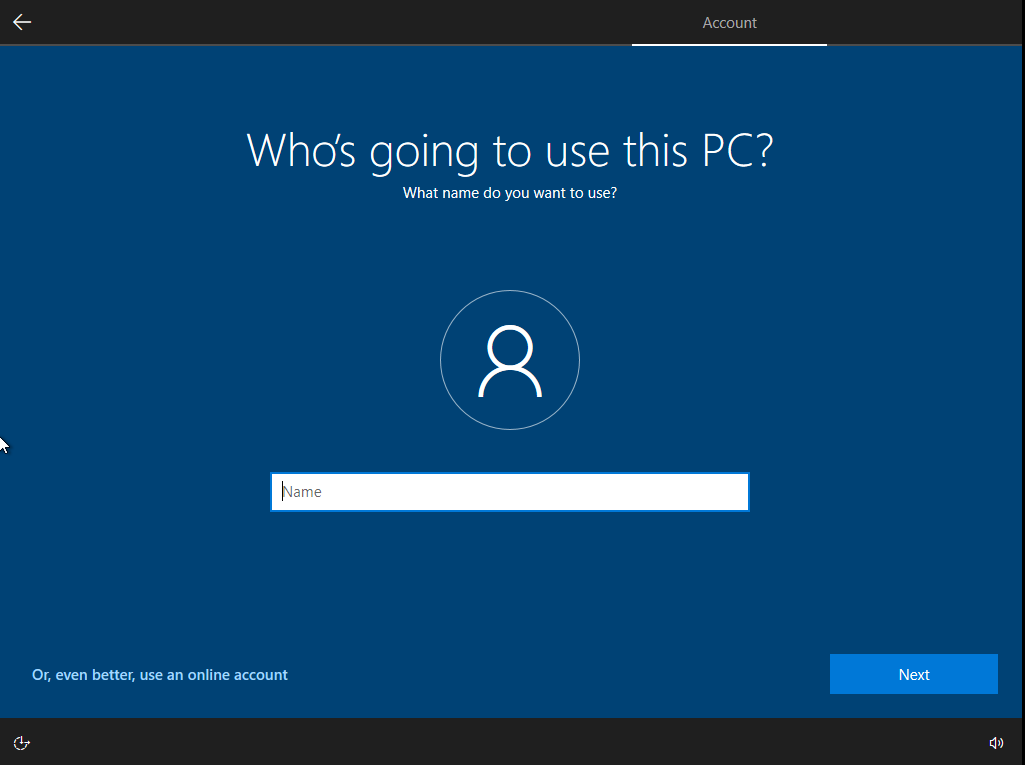 Account
Who's going to use this PC?
What name do you want to use?
Name
Or, even better, use an online account
Next